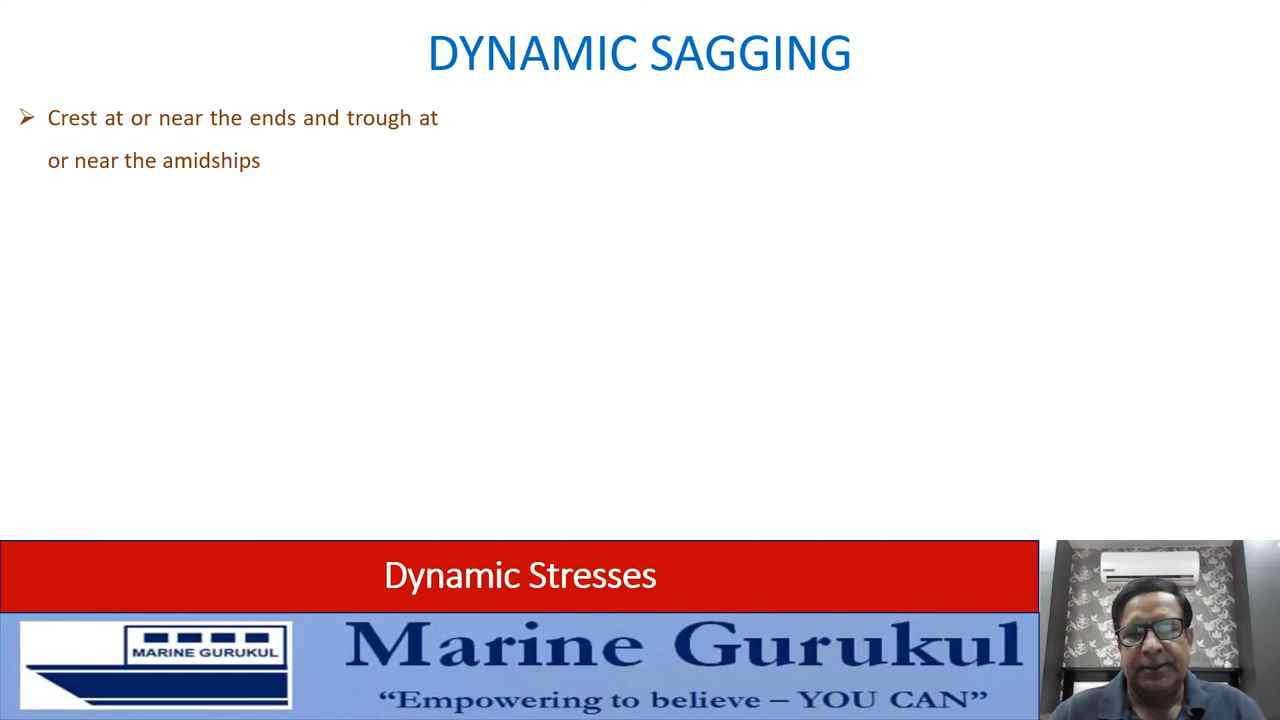 DYNAMIC SAGGING
➢ Crest at or near the ends and trough at
or near the amidships
Dynamic Stresses
MARINE GURUKUL
Marine Gurukul
“Empowering to believe – YOU CAN”